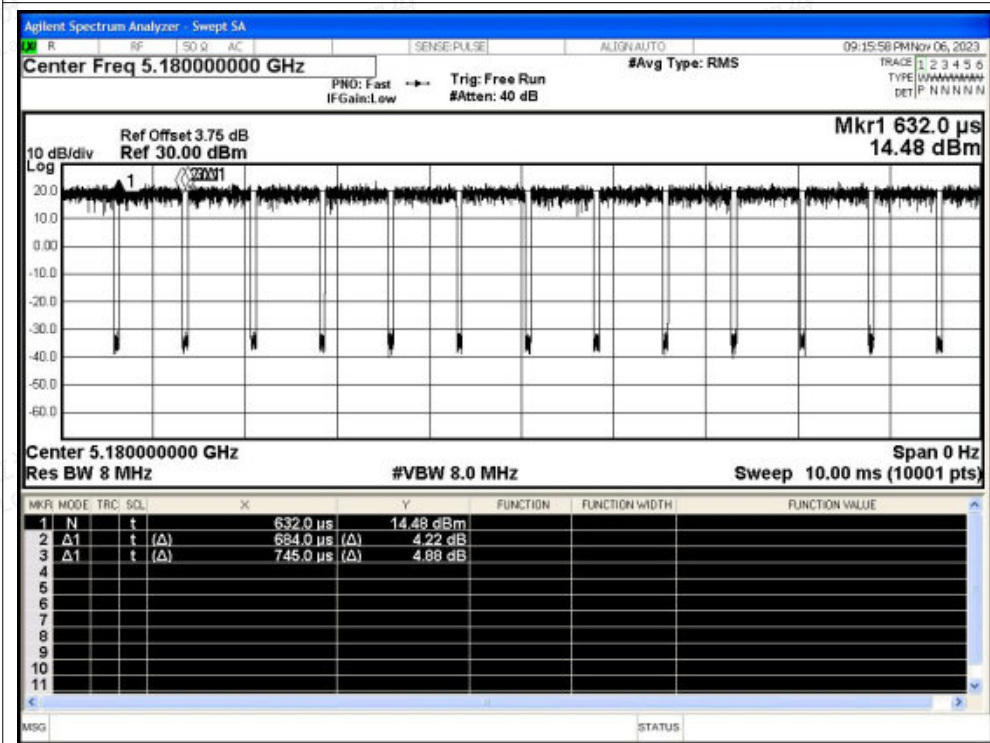 Agilent Spectrum Analyzer - Swept SA
R RF 50 Ω AC SENSE:PULSE ALIGNAUTO 09:15:58 PMNov 06, 2023
Center Freq 5.180000000 GHz #Avg Type: RMS TRACE 1 2 3 4 5 6
PNO: Fast Trig: Free Run TYPE
IFGain:Low #Atten: 40 dB DET P N N N N N
Mkr1 632.0 µs
Ref Offset 3.75 dB
10 dB/div Ref 30.00 dBm 14.48 dBm
Log
1
20.0
10.0
0.00
-10.0
-20.0
-30.0
-40.0
-50.0
-60.0
Center 5.180000000 GHz Span 0 Hz
Res BW 8 MHz #VBW 8.0 MHz Sweep 10.00 ms (10001 pts)
MKR MODE TRC SCL X Y FUNCTION FUNCTION WIDTH FUNCTION VALUE
1 N t 632.0 µs 14.48 dBm
2 Δ1 t (Δ) 684.0 µs (Δ) 4.22 dB
3 Δ1 t (Δ) 745.0 µs (Δ) 4.88 dB
4
5
6
7
8
9
10
11
MSG STATUS